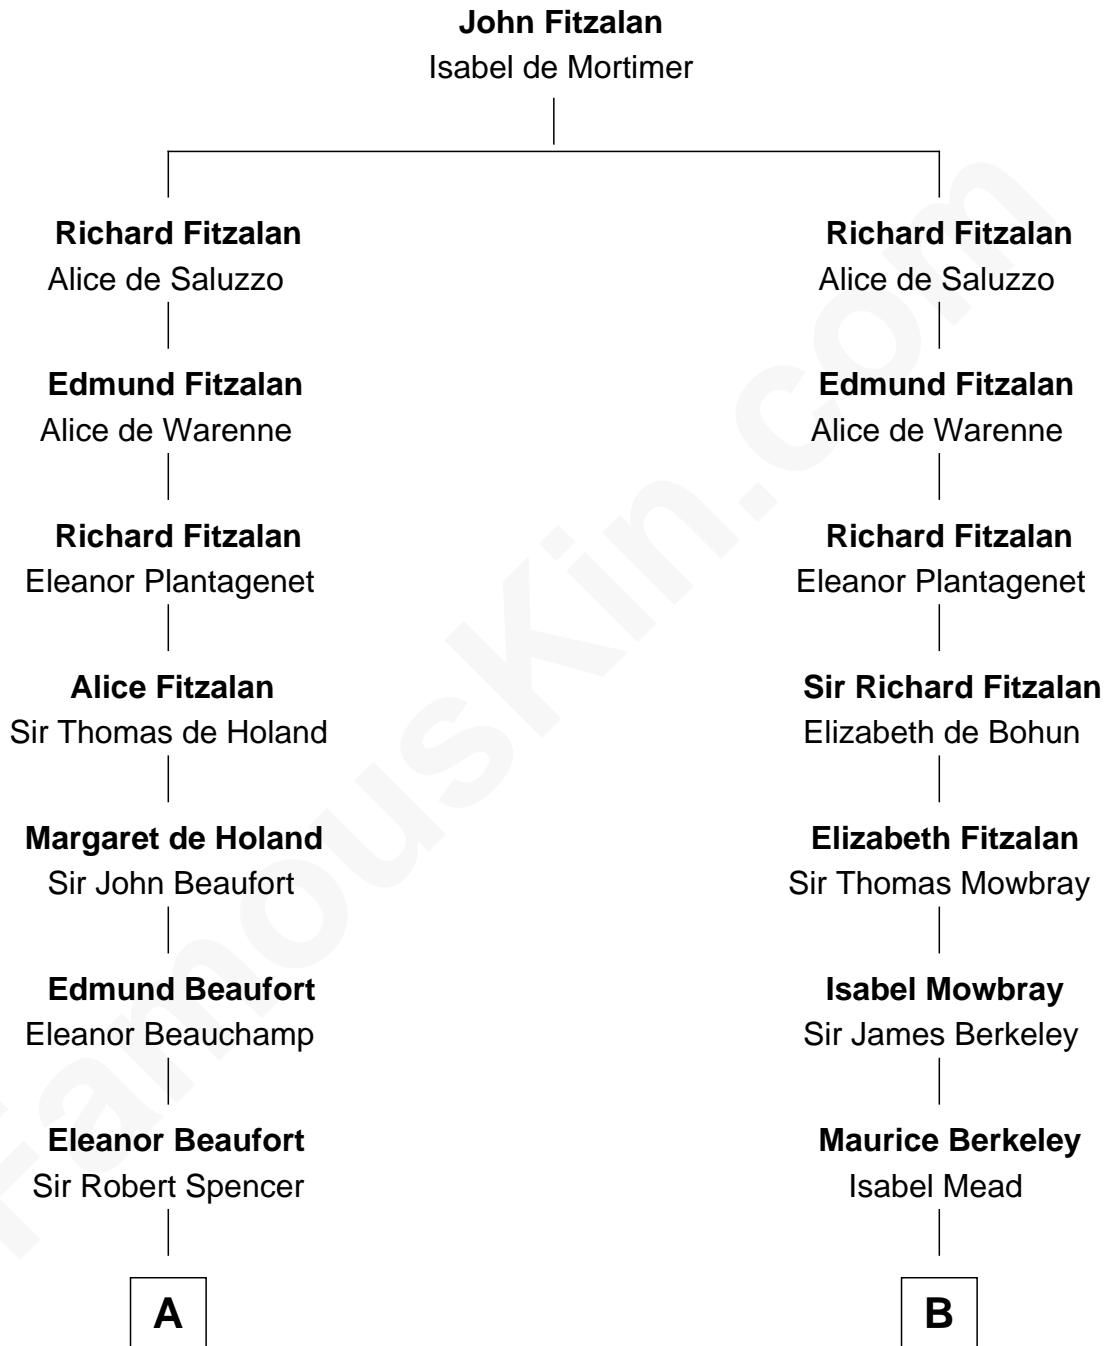 John Fitzalan
Isabel de Mortimer
Richard Fitzalan
Alice de Saluzzo
Edmund Fitzalan
Alice de Warenne
Richard Fitzalan
Eleanor Plantagenet
Alice Fitzalan
Sir Thomas de Holand
Margaret de Holand
Sir John Beaufort
Edmund Beaufort
Eleanor Beauchamp
Eleanor Beaufort
Sir Robert Spencer
A
Richard Fitzalan
Alice de Saluzzo
Edmund Fitzalan
Alice de Warenne
Richard Fitzalan
Eleanor Plantagenet
Sir Richard Fitzalan
Elizabeth de Bohun
Elizabeth Fitzalan
Sir Thomas Mowbray
Isabel Mowbray
Sir James Berkeley
Maurice Berkeley
Isabel Mead
B
FamousKin.com